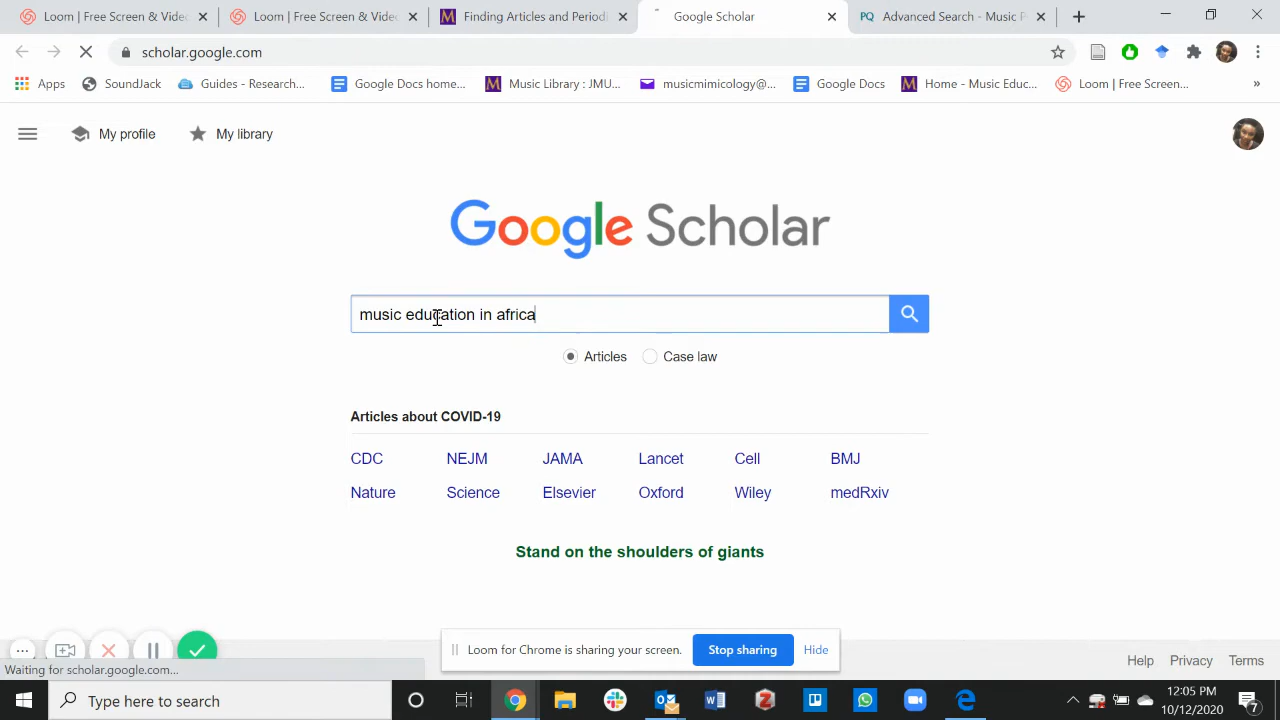 Loom | Free Screen & Video
Loom | Free Screen & Video
Finding Articles and Period
Google Scholar
PQ Advanced Search - Music P
scholar.google.com
Apps
SoundJack
Guides - Research...
Google Docs home...
Music Library : JMU...
musicmimicology@...
Google Docs
Home - Music Educ...
Loom | Free Screen...
»
My profile
My library
Google Scholar
music education in africa
Articles
Case law
Articles about COVID-19
CDC NEJM JAMA Lancet Cell BMJ
Nature Science Elsevier Oxford Wiley medRxiv
Stand on the shoulders of giants
Loom for Chrome is sharing your screen.
Stop sharing
Hide
Waiting for scholar.google.com...
Help Privacy Terms
Type here to search
12:05 PM
10/12/2020
7